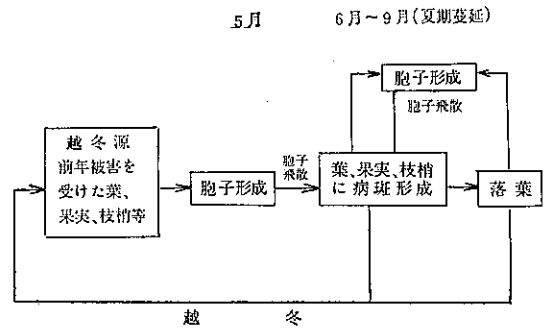 5月
6月～9月(夏期蔓延)
胞子形成
胞子飛散
越冬源
前年被害を
受けた葉、
果実、枝梢等
胞子形成
胞子
飛散
葉、果実、枝梢
に病斑形成
落葉
越冬